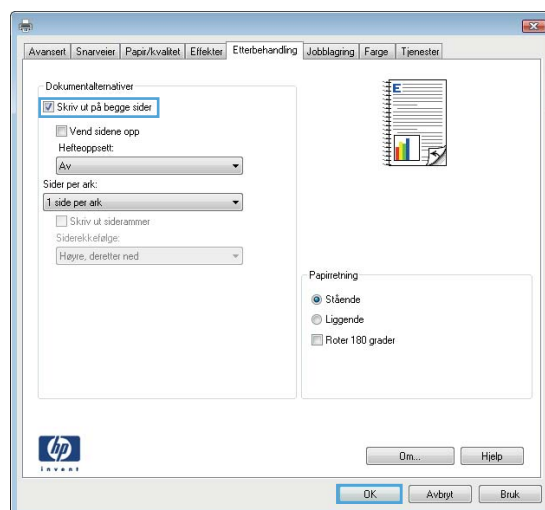 Avansert Snarveier Papir/kvalitet Effekter Etterbehandling Jobblagring Farge Tjenester
Dokumentalternativer
Skriv ut på begge sider
Vend sidene opp
Hefteoppsett:
Av
Sider per ark:
1 side per ark
Skriv ut siderammer
Siderekkefølge:
Høyre, deretter ned
E
Papirretning
Stående
Liggende
Roter 180 grader
hp
invent
Om... Hjelp
OK Avbryt Bruk